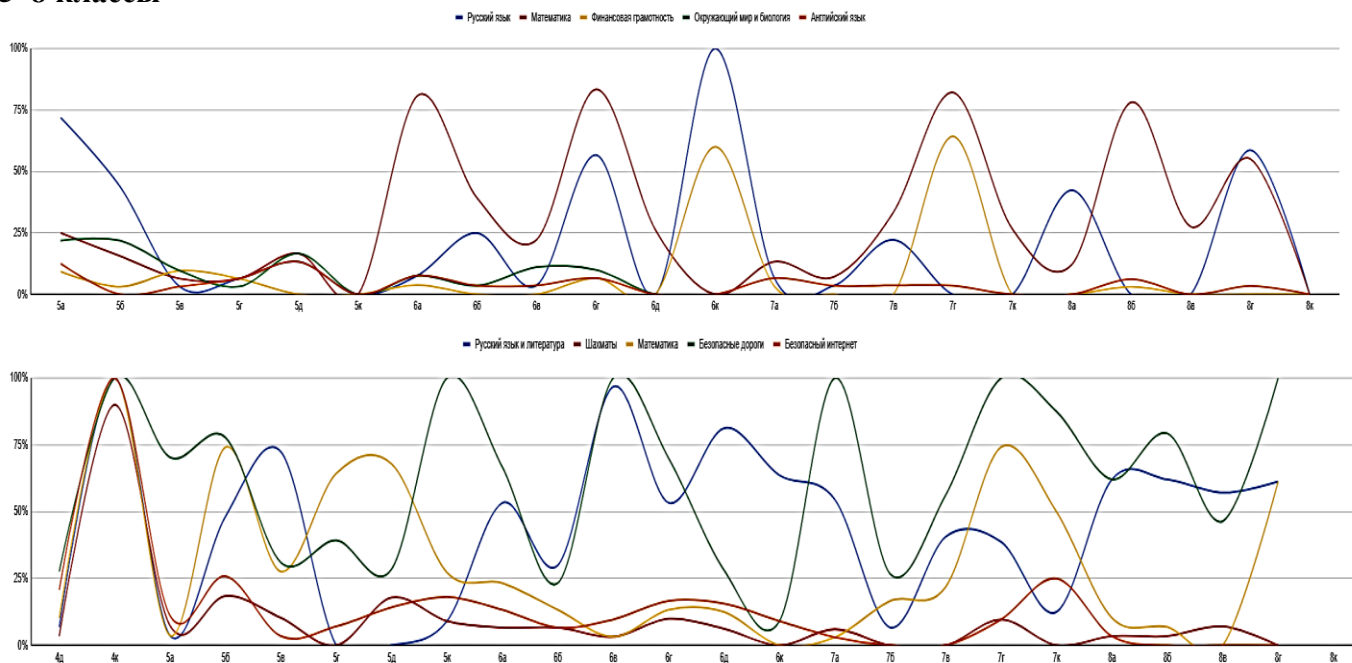 5–8 классы
Русский язык Математика Финансовая грамотность Окружающий мир и биология Английский язык
100%
75%
50%
25%
0%
5а 5б 5в 5г 5д 5к 6а 6б 6в 6г 6д 6к 7а 7б 7в 7г 7к 8а 8б 8в 8г 8к
Русский язык и литература Шахматы Математика Безопасные дороги Безопасный интернет
100%
75%
50%
25%
0%
4д 4к 5а 5б 5в 5г 5д 5к 6а 6б 6в 6г 6д 6к 7а 7б 7в 7г 7к 8а 8б 8в 8г 8к